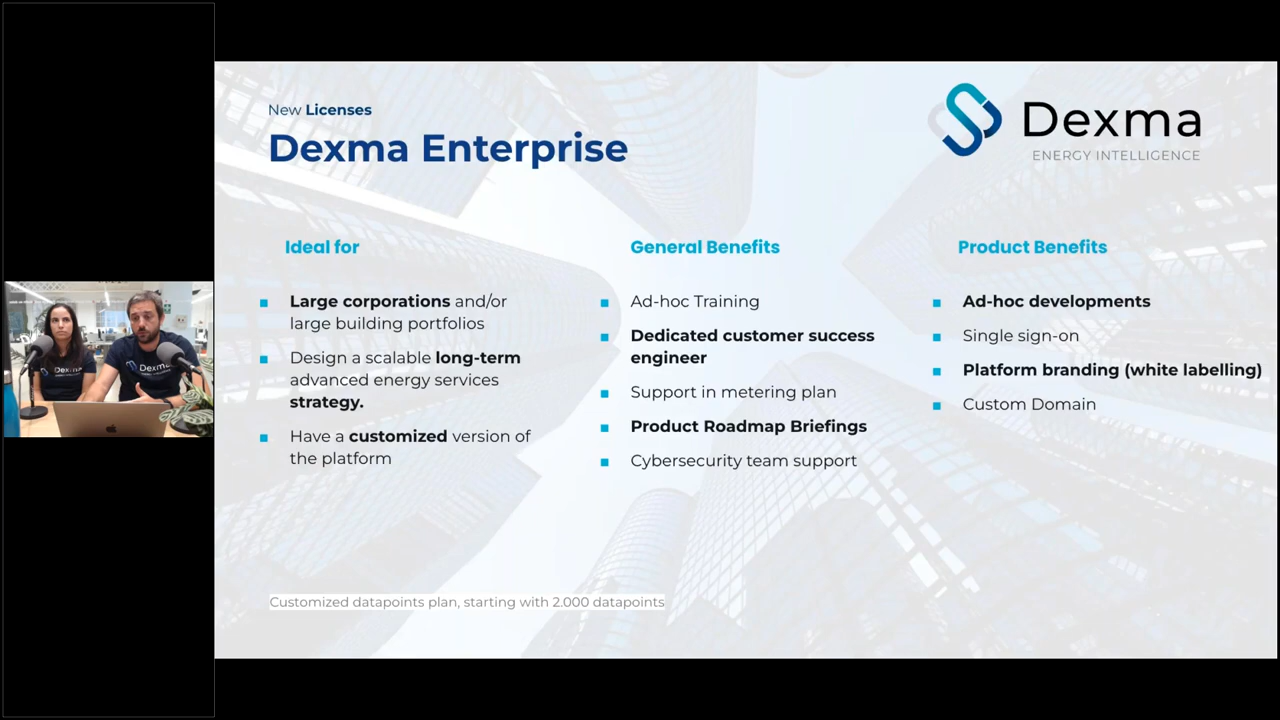 New Licenses
Dexma Enterprise
Dexma
ENERGY INTELLIGENCE
Ideal for
Large corporations and/or
large building portfolios
Design a scalable long-term
advanced energy services
strategy.
Have a customized version of
the platform
General Benefits
Ad-hoc Training
Dedicated customer success
engineer
Support in metering plan
Product Roadmap Briefings
Cybersecurity team support
Product Benefits
Ad-hoc developments
Single sign-on
Platform branding (white labelling)
Custom Domain
Customized datapoints plan, starting with 2.000 datapoints
Dexma
Dexma